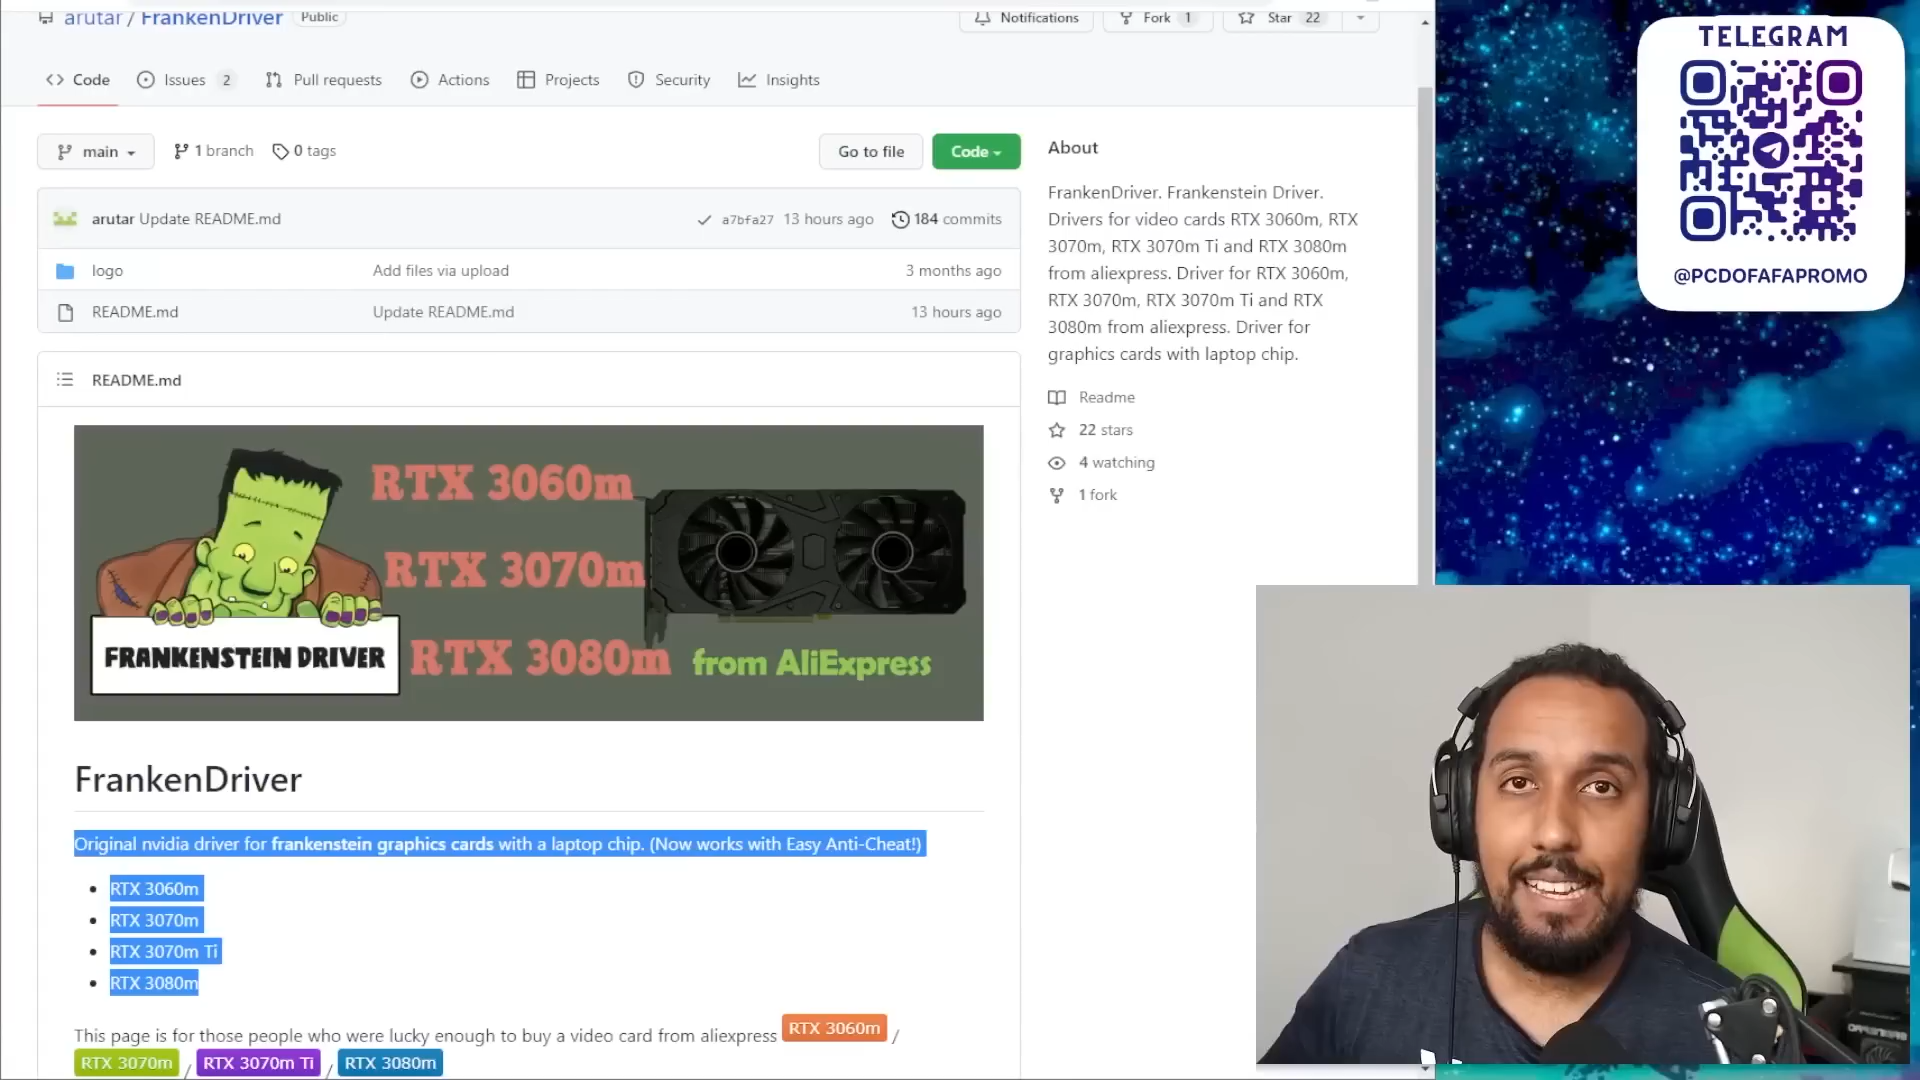 arutar / FrankenDriver Public
Notifications Fork 1 Star 22
Code Issues 2 Pull requests Actions Projects Security Insights
main 1 branch 0 tags Go to file Code
arutar Update README.md a7bfa27 13 hours ago 184 commits
logo Add files via upload 3 months ago
README.md Update README.md 13 hours ago
README.md
RTX 3060m
RTX 3070m
RTX 3080m from AliExpress
FRANKENSTEIN DRIVER
FrankenDriver
Original nvidia driver for frankenstein graphics cards with a laptop chip. (Now works with Easy Anti-Cheat!)
• RTX 3060m
• RTX 3070m
• RTX 3070m Ti
• RTX 3080m
This page is for those people who were lucky enough to buy a video card from aliexpress RTX 3060m /
RTX 3070m / RTX 3070m Ti / RTX 3080m
About
FrankenDriver. Frankenstein Driver.
Drivers for video cards RTX 3060m, RTX
3070m, RTX 3070m Ti and RTX 3080m
from aliexpress. Driver for RTX 3060m,
RTX 3070m, RTX 3070m Ti and RTX
3080m from aliexpress. Driver for
graphics cards with laptop chip.
Readme
22 stars
4 watching
1 fork
TELEGRAM
@PCDOFAFAPROMO